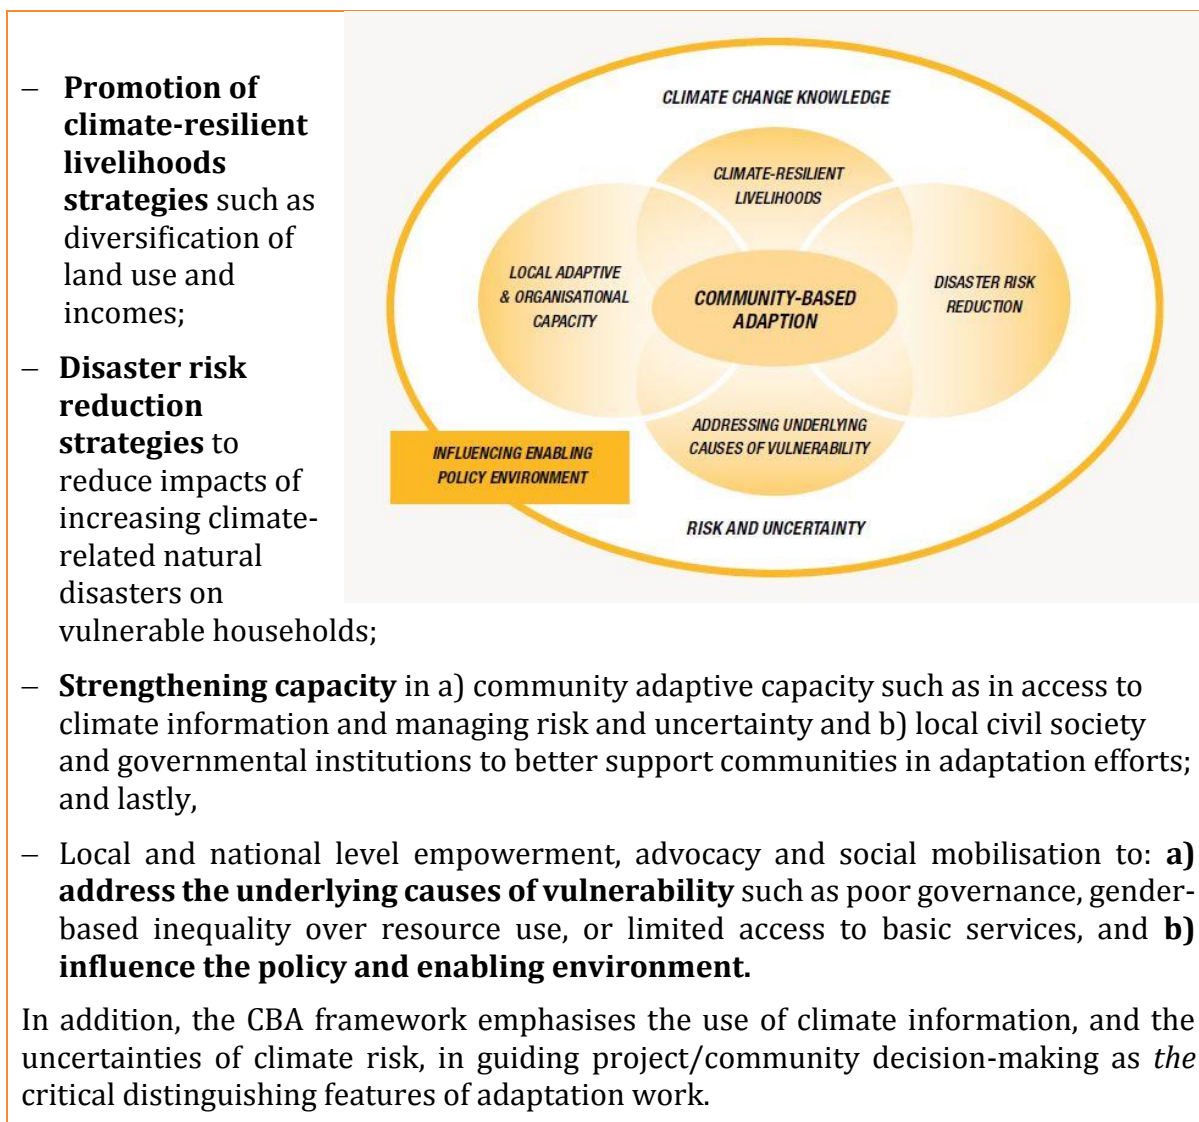 – Promotion of
climate-resilient
livelihoods
strategies such as
diversification of
land use and
incomes;
– Disaster risk
reduction
strategies to
reduce impacts of
increasing climate-
related natural
disasters on
vulnerable households;
CLIMATE CHANGE KNOWLEDGE
CLIMATE-RESILIENT
LIVELIHOODS
LOCAL ADAPTIVE
& ORGANISATIONAL
CAPACITY
COMMUNITY-BASED
ADAPTION
DISASTER RISK
REDUCTION
ADDRESSING UNDERLYING
CAUSES OF VULNERABILITY
INFLUENCING ENABLING
POLICY ENVIRONMENT
RISK AND UNCERTAINTY
– Strengthening capacity in a) community adaptive capacity such as in access to
climate information and managing risk and uncertainty and b) local civil society
and governmental institutions to better support communities in adaptation efforts;
and lastly,
– Local and national level empowerment, advocacy and social mobilisation to: a)
address the underlying causes of vulnerability such as poor governance, gender-
based inequality over resource use, or limited access to basic services, and b)
influence the policy and enabling environment.
In addition, the CBA framework emphasises the use of climate information, and the
uncertainties of climate risk, in guiding project/community decision-making as the
critical distinguishing features of adaptation work.